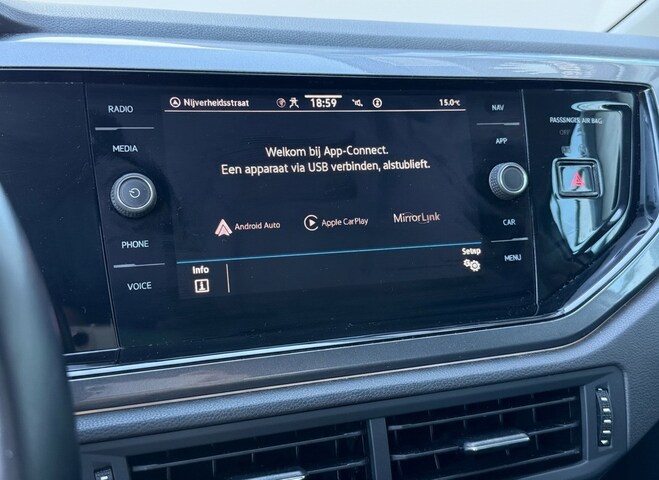 RADIO
MEDIA
PHONE
VOICE
Nijverheidsstraat 18:59 15.0°C
Welkom bij App-Connect.
Een apparaat via USB verbinden, alstublieft.
Android Auto Apple CarPlay MirrorLink
Info
Setup
NAV
APP
CAR
MENU
PASSENGER AIR BAG
OFF